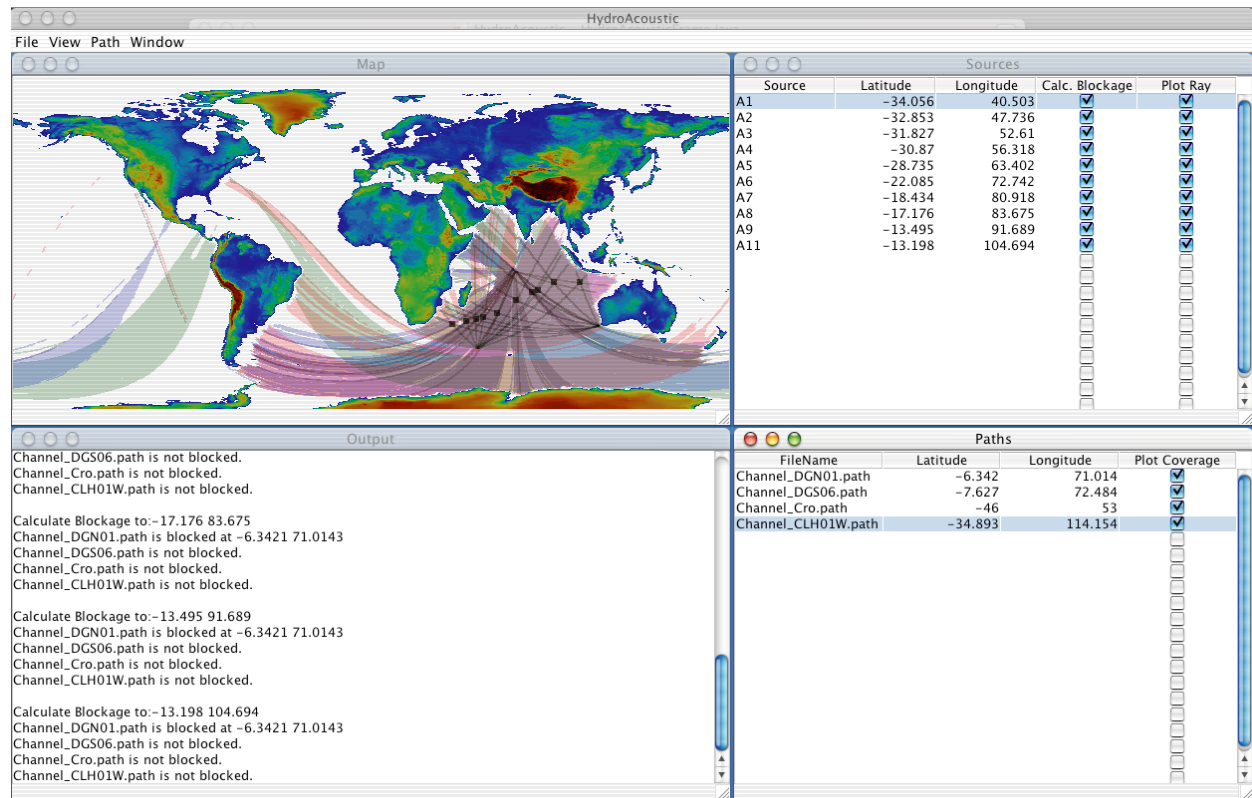 HydroAcoustic
File View Path Window
Map
Sources
Source Latitude Longitude Calc. Blockage Plot Ray
A1 -34.056 40.503
A2 -32.853 47.736
A3 -31.827 52.61
A4 -30.87 56.318
A5 -28.735 63.402
A6 -22.085 72.742
A7 -18.434 80.918
A8 -17.176 83.675
A9 -13.495 91.689
A11 -13.198 104.694
Output
Channel_DGS06.path is not blocked.
Channel_Cro.path is not blocked.
Channel_CLH01W.path is not blocked.
Calculate Blockage to:-17.176 83.675
Channel_DGN01.path is blocked at -6.3421 71.0143
Channel_DGS06.path is not blocked.
Channel_Cro.path is not blocked.
Channel_CLH01W.path is not blocked.
Calculate Blockage to:-13.495 91.689
Channel_DGN01.path is blocked at -6.3421 71.0143
Channel_DGS06.path is not blocked.
Channel_Cro.path is not blocked.
Channel_CLH01W.path is not blocked.
Calculate Blockage to:-13.198 104.694
Channel_DGN01.path is blocked at -6.3421 71.0143
Channel_DGS06.path is not blocked.
Channel_Cro.path is not blocked.
Channel_CLH01W.path is not blocked.
Paths
FileName Latitude Longitude Plot Coverage
Channel_DGN01.path -6.342 71.014
Channel_DGS06.path -7.627 72.484
Channel_Cro.path -46 53
Channel_CLH01W.path -34.893 114.154